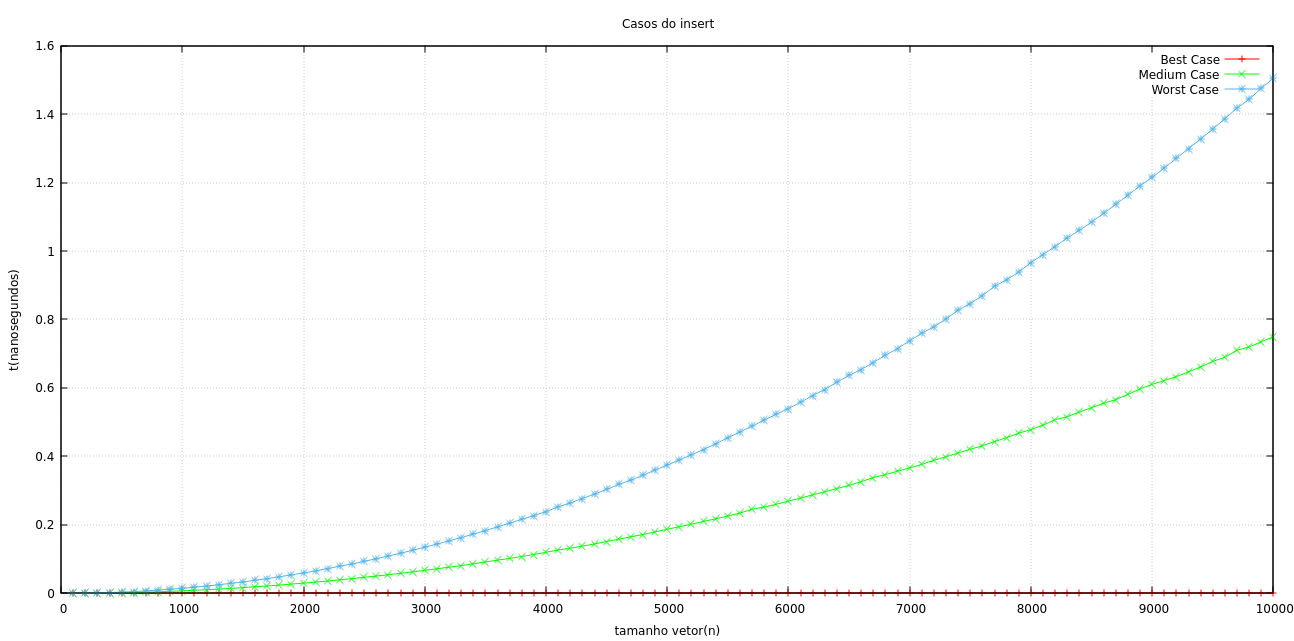 Casos do insert
1.6
1.4
1.2
1
0.8
0.6
0.4
0.2
0
Best Case
Medium Case
Worst Case
t(nanosegundos)
0 1000 2000 3000 4000 5000 6000 7000 8000 9000 10000
tamanho vetor(n)